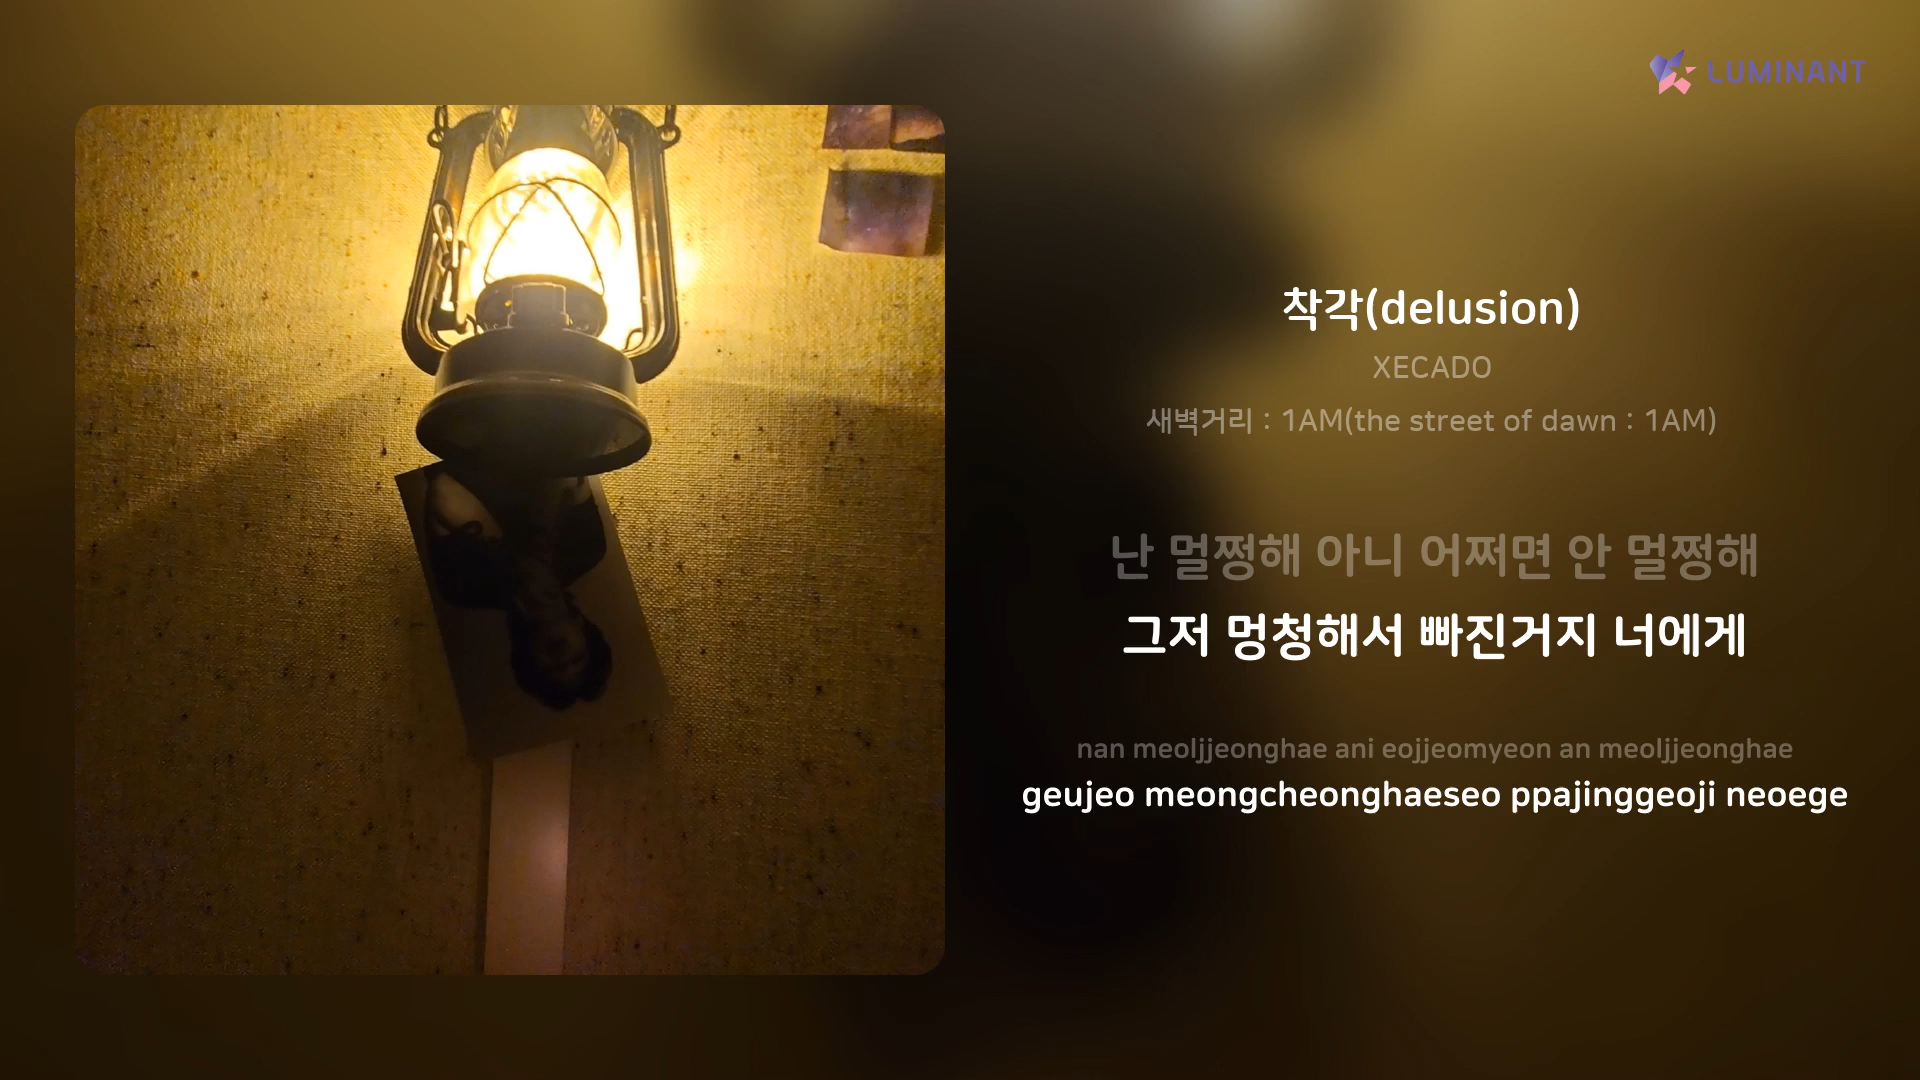 LUMINANT
착각(delusion)
XECADO
새벽거리 : 1AM(the street of dawn : 1AM)
난 멀쩡해 아니 어쩌면 안 멀쩡해
그저 멍청해서 빠진거지 너에게
nan meoljjeonghae ani eojjeomyeon an meoljjeonghae
geujeo meongcheonghaeseo ppajinggeoji neoege